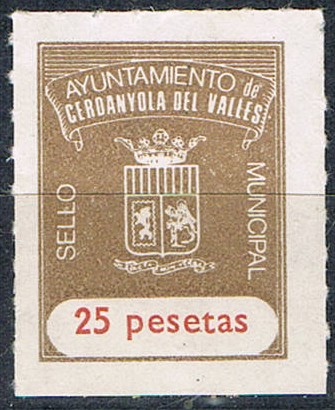 AYUNTAMIENTO de
CERDANYOLA DEL VALLES
SELLO
MUNICIPAL
25 pesetas